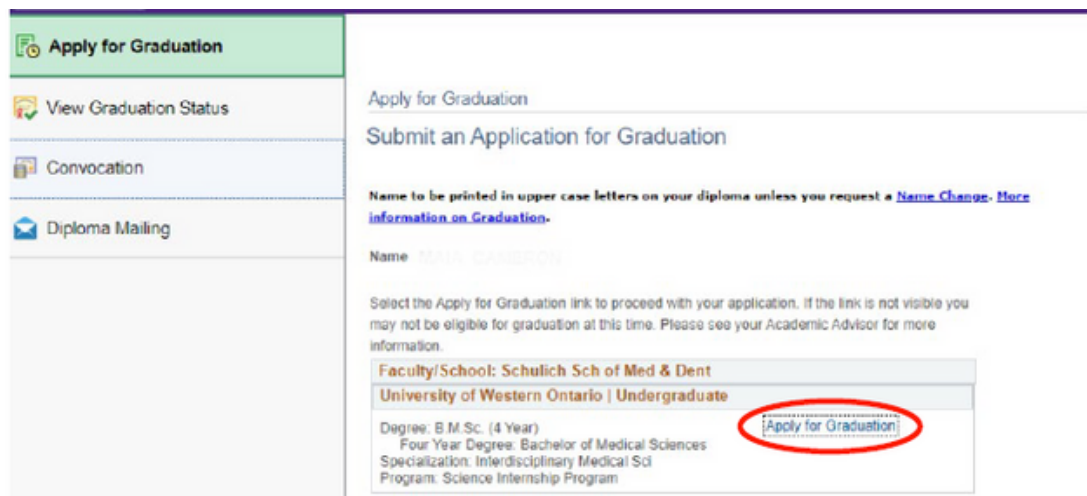 Apply for Graduation
View Graduation Status
Convocation
Diploma Mailing
Apply for Graduation
Submit an Application for Graduation
Name to be printed in upper case letters on your diploma unless you request a Name Change. More
information on Graduation.
Name
Select the Apply for Graduation link to proceed with your application. If the link is not visible you
may not be eligible for graduation at this time. Please see your Academic Advisor for more
information.
Faculty/School: Schulich Sch of Med & Dent
University of Western Ontario | Undergraduate
Degree: B.M.Sc. (4 Year)
Apply for Graduation
Four Year Degree: Bachelor of Medical Sciences
Specialization: Interdisciplinary Medical Sci
Program: Science Internship Program